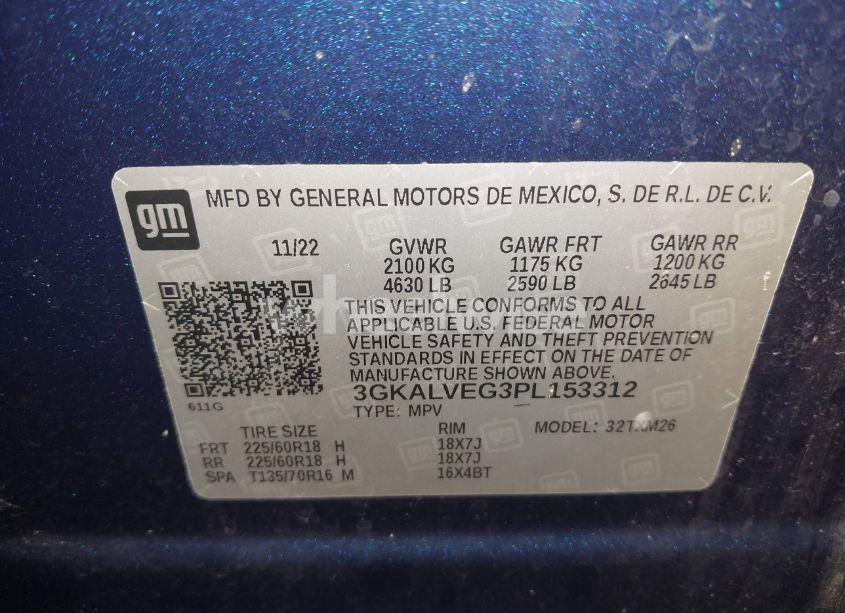 gm MFD BY GENERAL MOTORS DE MEXICO, S. DE R.L. DE C.V.
11/22 GVWR GAWR FRT GAWR RR
2100 KG 1175 KG 1200 KG
4630 LB 2590 LB 2645 LB
THIS VEHICLE CONFORMS TO ALL
APPLICABLE U.S. FEDERAL MOTOR
VEHICLE SAFETY AND THEFT PREVENTION
STANDARDS IN EFFECT ON THE DATE OF
MANUFACTURE SHOWN ABOVE.
3GKALVEG3PL153312
611G
TYPE: MPV
TIRE SIZE RIM MODEL: 32TXM26
FRT 225/60R18 H 18X7J
RR 225/60R18 H 18X7J
SPA T135/70R16 M 16X4BT